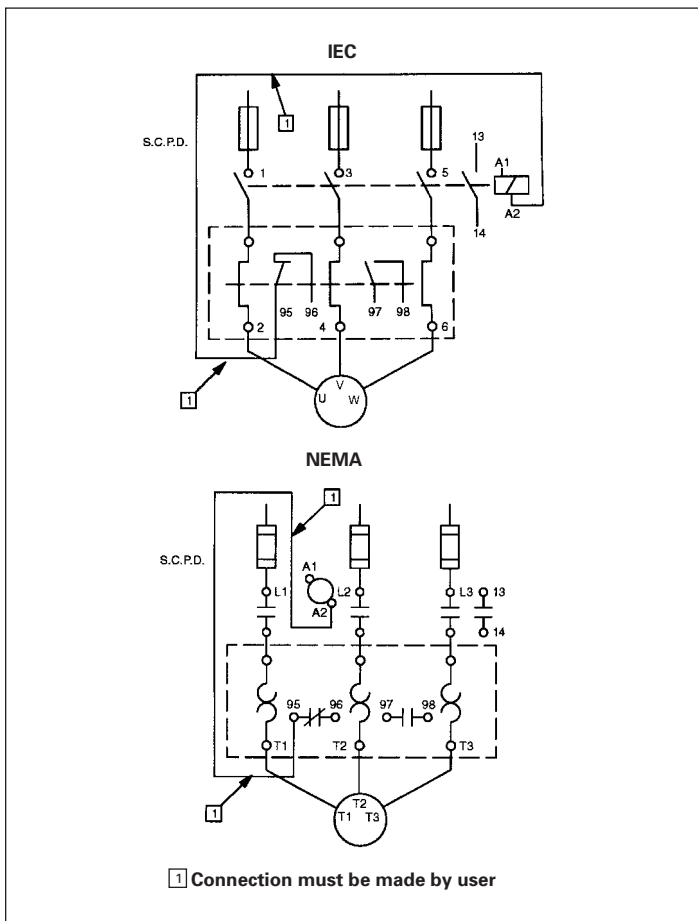 IEC
1
S.C.P.D.
13
1 3 5 A1
A2
14
95 96 97 98
2 4 6
1
U V W
NEMA
1
S.C.P.D.
A1
L1 L2 L3 13
A2
14
95 96 97 98
T1 T2 T3
1
T1 T2 T3
1 Connection must be made by user